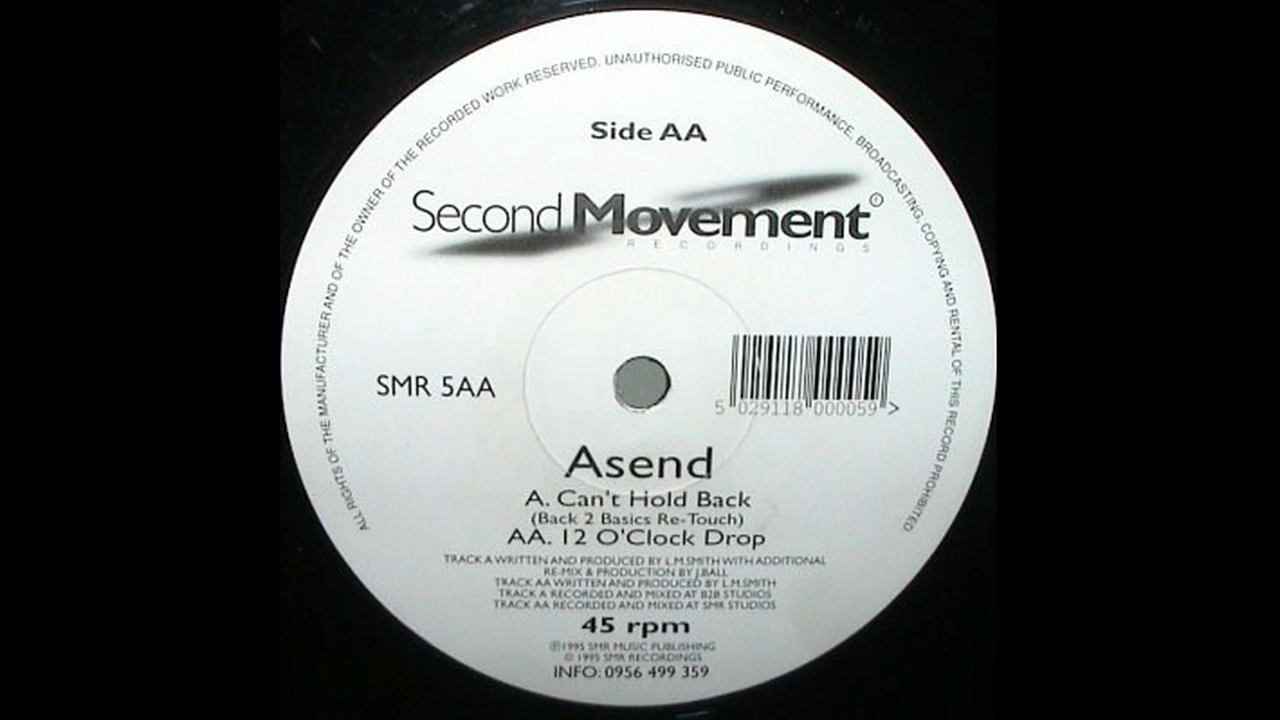 ALL RIGHTS OF THE MANUFACTURER AND OF THE OWNER OF THE RECORDED WORK RESERVED. UNAUTHORISED PUBLIC PERFORMANCE, BROADCASTING, COPYING AND RENTAL OF THIS RECORD PROHIBITED
Side AA
Second Movement
RECORDINGS
SMR 5AA
5 029118 000059 >
Asend
A. Can't Hold Back
(Back 2 Basics Re-Touch)
AA. 12 O'Clock Drop
TRACK A WRITTEN AND PRODUCED BY L.M.SMITH WITH ADDITIONAL
RE-MIX & PRODUCTION BY J.BALL
TRACK AA WRITTEN AND PRODUCED BY L.M.SMITH
TRACK A RECORDED AND MIXED AT B2B STUDIOS
TRACK AA RECORDED AND MIXED AT SMR STUDIOS
45 rpm
℗1995 SMR MUSIC PUBLISHING
© 1995 SMR RECORDINGS
INFO: 0956 499 359